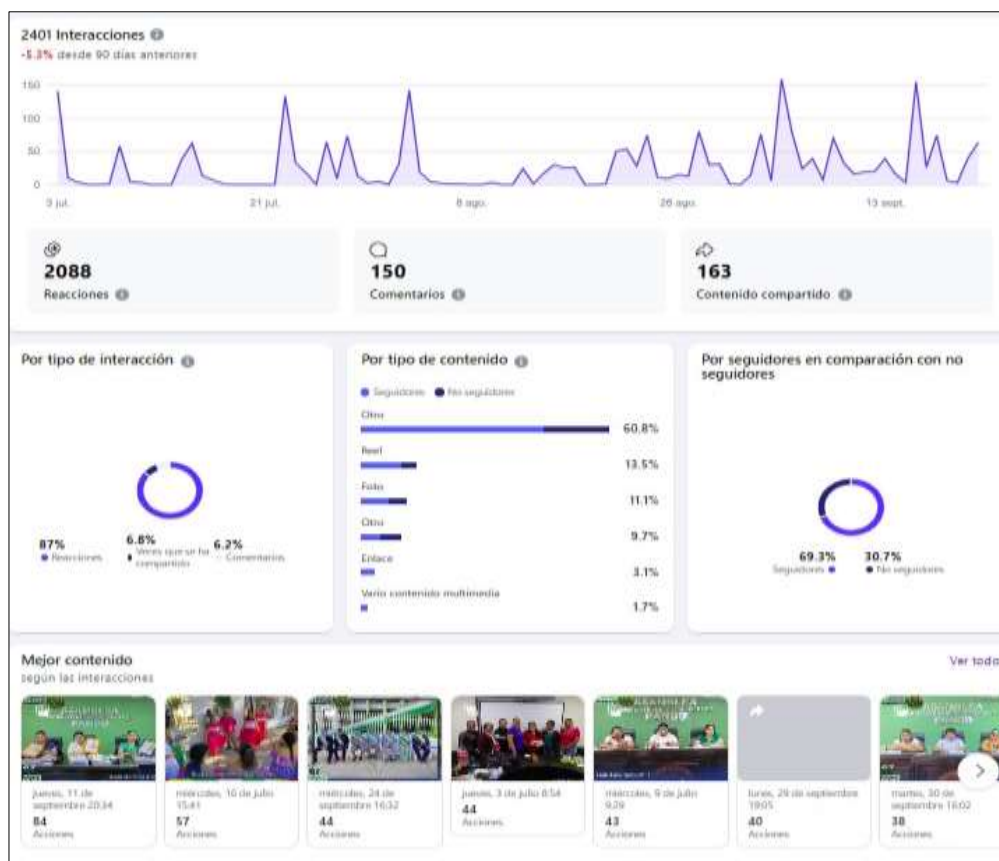 2401 Interacciones
-5.3% desde 90 días anteriores
150
100
50
0
3 jul.
21 jul.
8 ago.
26 ago.
13 sept.
2088
Reacciones
150
Comentarios
163
Contenido compartido
Por tipo de interacción
87%
Reacciones
6.8%
Veces que se ha
compartido
6.2%
Comentarios
Por tipo de contenido
Seguidores No seguidores
Otro
60.8%
Reel
13.5%
Foto
11.1%
Otro
9.7%
Enlace
3.1%
Vario contenido multimedia
1.7%
Por seguidores en comparación con no
seguidores
69.3%
Seguidores
30.7%
No seguidores
Mejor contenido
según las interacciones
Ver todo
jueves, 11 de
septiembre 20:34
84
Acciones
miércoles, 16 de julio
15:41
57
Acciones
miércoles, 24 de
septiembre 16:32
44
Acciones
jueves, 3 de julio 8:54
44
Acciones
miércoles, 9 de julio
9:29
43
Acciones
lunes, 29 de septiembre
19:05
40
Acciones
martes, 30 de
septiembre 16:02
38
Acciones